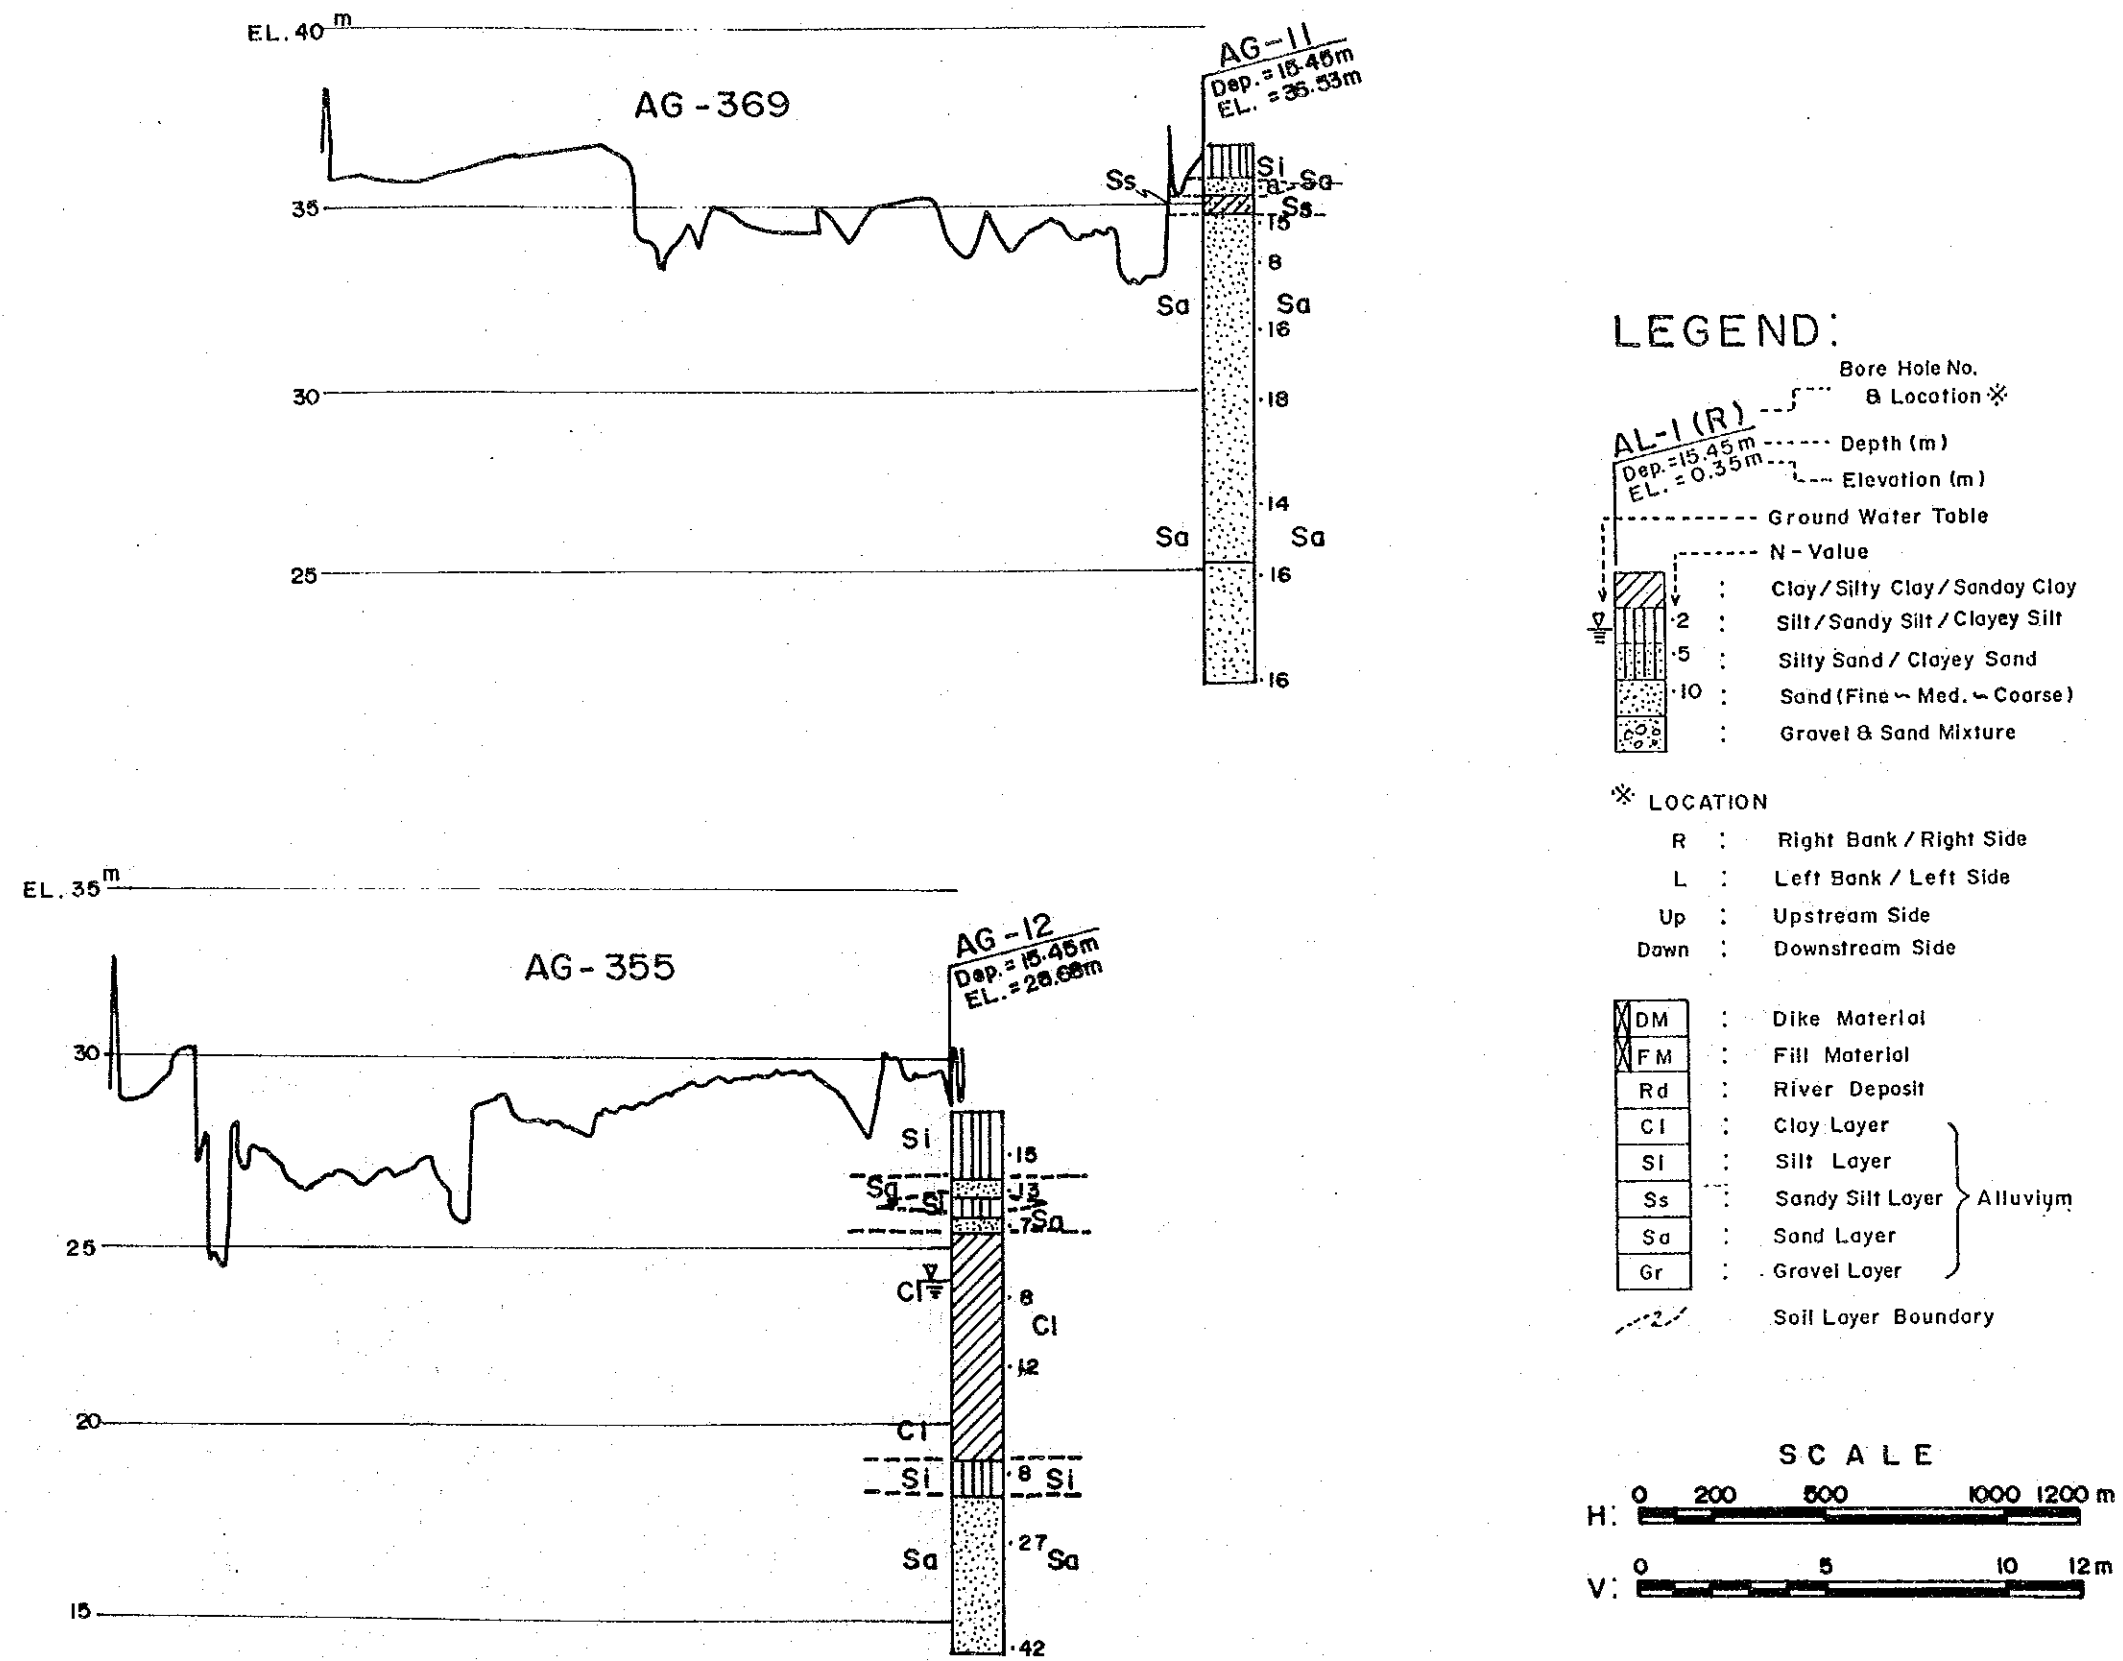 EL. 40 m
AG-369
AG-11
Dep. = 15.45m
EL. = 36.53m
Si
8 Sa
Ss
Ss
35
15
8
Sa
Sa
16
30
18
14
Sa
Sa
25
16
16
EL. 35 m
AG-355
AG-12
Dep. = 15.45m
EL. = 28.68m
30
Si
15
Sa
13
Si
Sa
7
25
Cl
8
Cl
12
20
Cl
Si
8
Si
27
Sa
Sa
15
42
LEGEND:
Bore Hole No.
& Location ※
AL-1 (R)
Dep. = 15.45m
Depth (m)
EL. = 0.35m
Elevation (m)
Ground Water Table
N-Value
: Clay/Silty Clay/Sanday Clay
2 : Silt/Sandy Silt/Clayey Silt
5 : Silty Sand/Clayey Sand
10 : Sand (Fine ~ Med. ~ Coarse)
: Gravel & Sand Mixture
※ LOCATION
R : Right Bank / Right Side
L : Left Bank / Left Side
Up : Upstream Side
Down : Downstream Side
DM : Dike Material
FM : Fill Material
Rd : River Deposit
Cl : Clay Layer
Si : Silt Layer
Ss : Sandy Silt Layer
Alluvium
Sa : Sand Layer
Gr : Gravel Layer
Soil Layer Boundary
SCALE
H: 0 200 500 1000 1200 m
V: 0 5 10 12 m